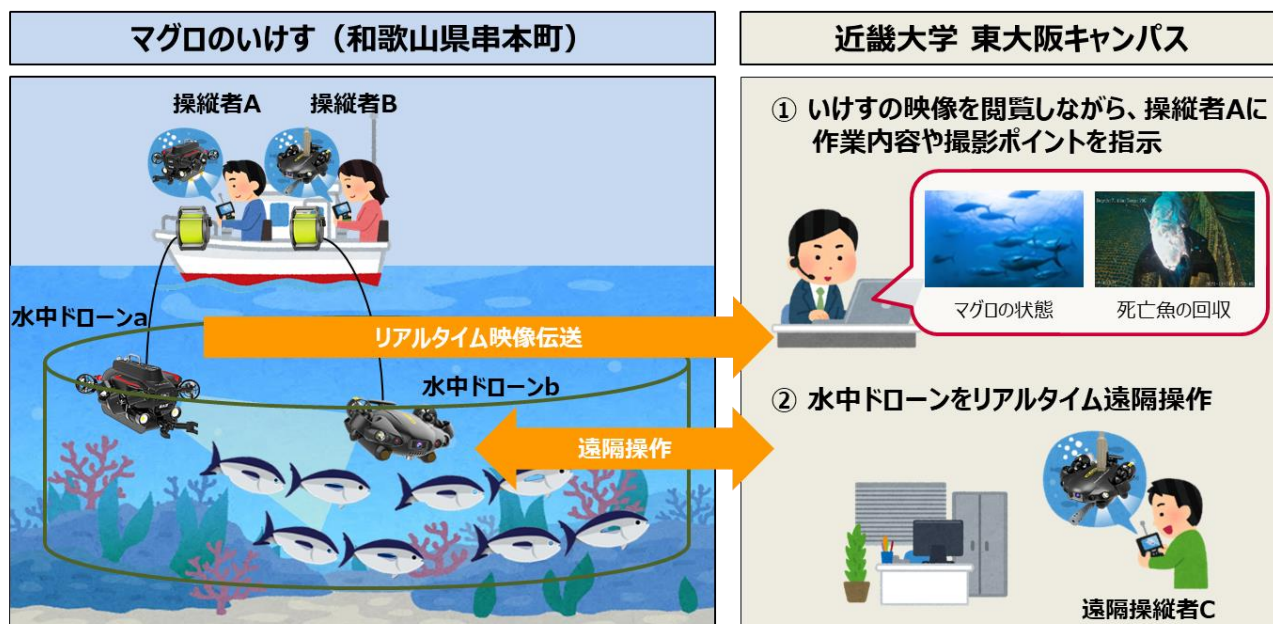 マグロのいけす（和歌山県串本町）
操縦者A
操縦者B
水中ドローンa
リアルタイム映像伝送
水中ドローンb
遠隔操作
近畿大学 東大阪キャンパス
① いけすの映像を閲覧しながら、操縦者Aに
作業内容や撮影ポイントを指示
マグロの状態
死亡魚の回収
② 水中ドローンをリアルタイム遠隔操作
遠隔操縦者C